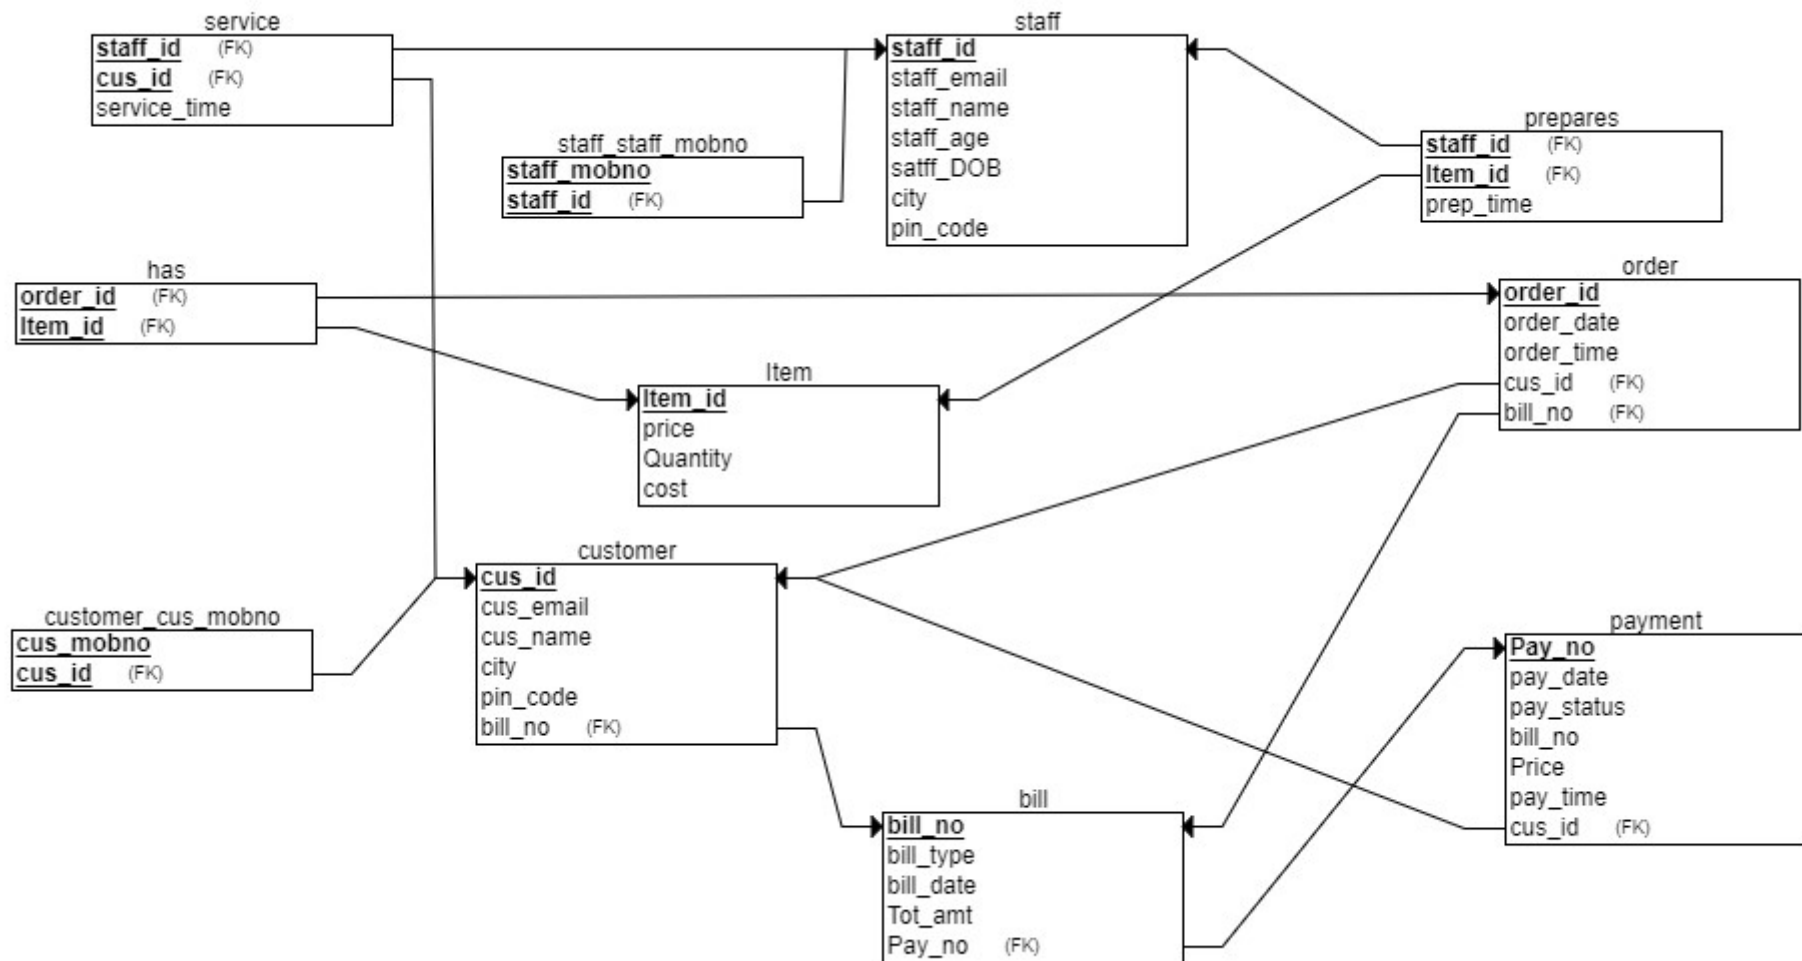 service
staff_id (FK)
cus_id (FK)
service_time
staff
staff_id
staff_email
staff_name
staff_age
satff_DOB
city
pin_code
staff_staff_mobno
staff_mobno
staff_id (FK)
prepares
staff_id (FK)
Item_id (FK)
prep_time
has
order_id (FK)
Item_id (FK)
order
order_id
order_date
order_time
cus_id (FK)
bill_no (FK)
Item
Item_id
price
Quantity
cost
customer
cus_id
cus_email
cus_name
city
pin_code
bill_no (FK)
customer_cus_mobno
cus_mobno
cus_id (FK)
payment
Pay_no
pay_date
pay_status
bill_no
Price
pay_time
cus_id (FK)
bill
bill_no
bill_type
bill_date
Tot_amt
Pay_no (FK)